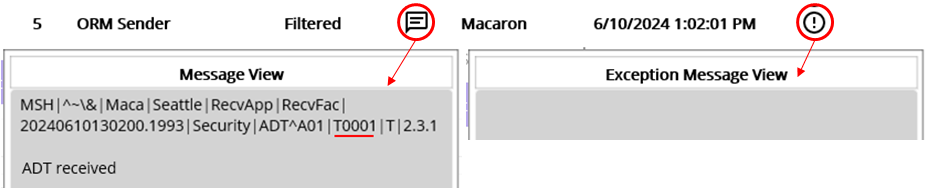 5 ORM Sender Filtered Macaron 6/10/2024 1:02:01 PM
Message View
MSH|^~\&|Maca|Seattle|RecvApp|RecvFac|
20240610130200.1993|Security|ADT^A01|T0001|T|2.3.1
ADT received
Exception Message View